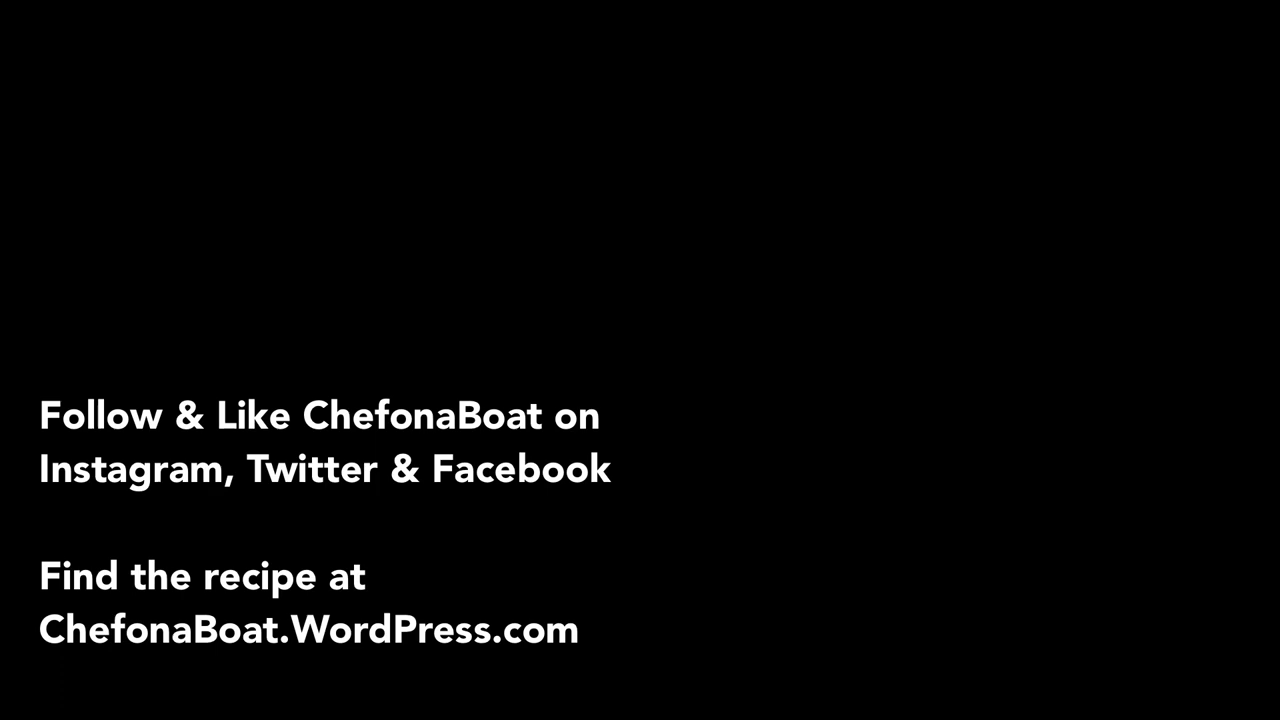 Follow & Like ChefonaBoat on
Instagram, Twitter & Facebook
Find the recipe at
ChefonaBoat.WordPress.com